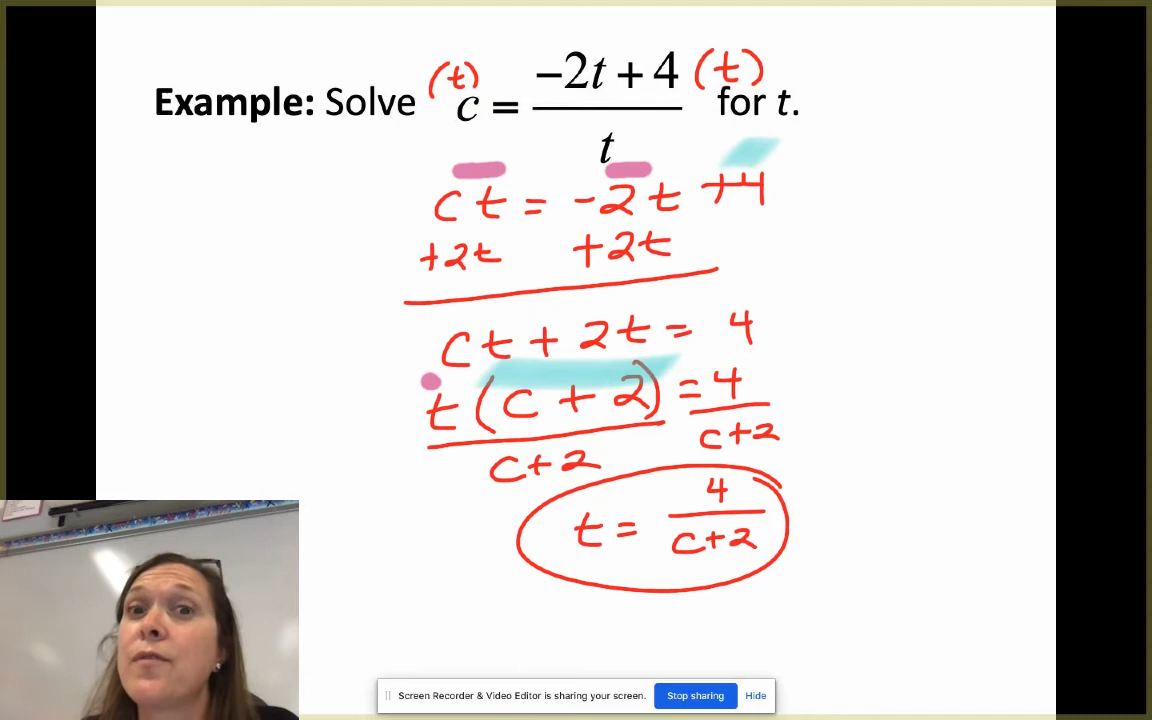 Example: Solve (t) c = -2t + 4 / t (t) for t.
ct = -2t +4
+2t +2t
ct + 2t = 4
t(c + 2) = 4
c+2 c+2
t = 4 / c+2
Screen Recorder & Video Editor is sharing your screen. Stop sharing Hide